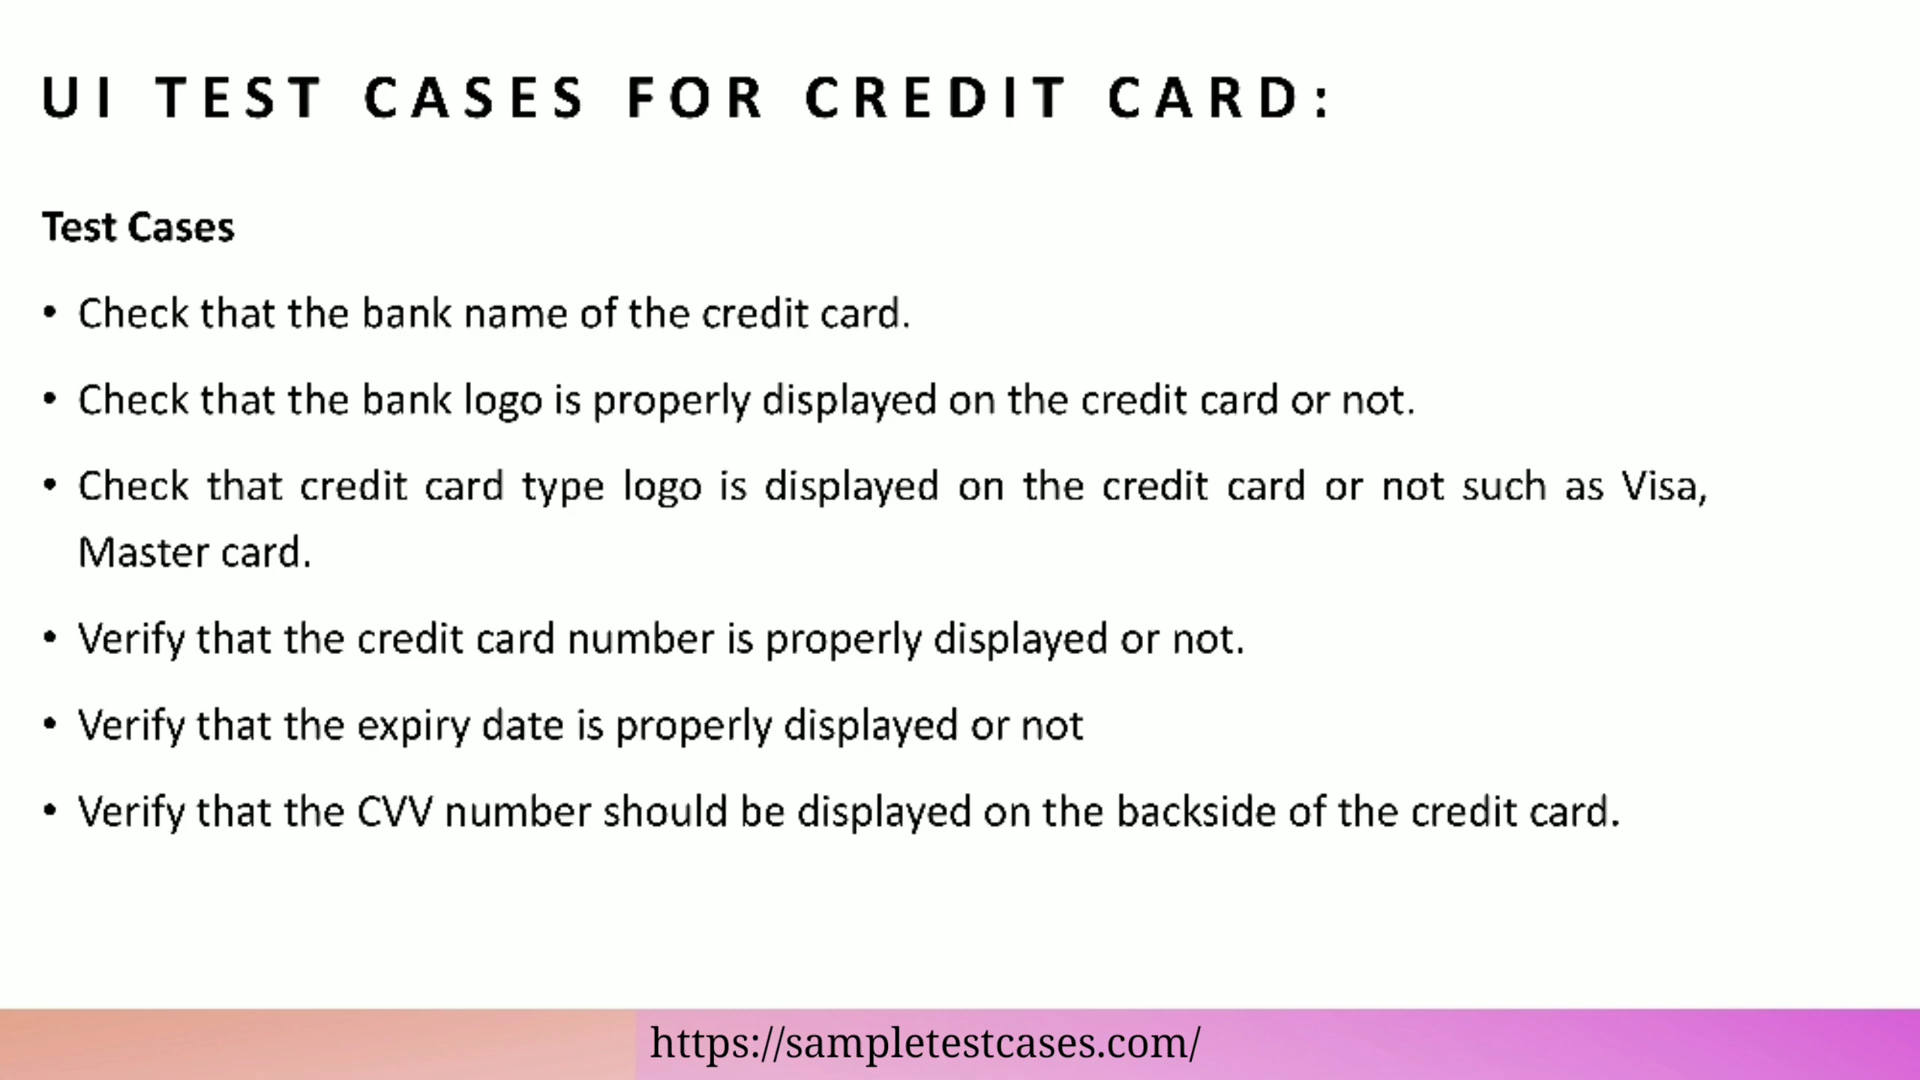 UI TEST CASES FOR CREDIT CARD:
Test Cases
• Check that the bank name of the credit card.
• Check that the bank logo is properly displayed on the credit card or not.
• Check that credit card type logo is displayed on the credit card or not such as Visa,
Master card.
• Verify that the credit card number is properly displayed or not.
• Verify that the expiry date is properly displayed or not
• Verify that the CVV number should be displayed on the backside of the credit card.
https://sampletestcases.com/